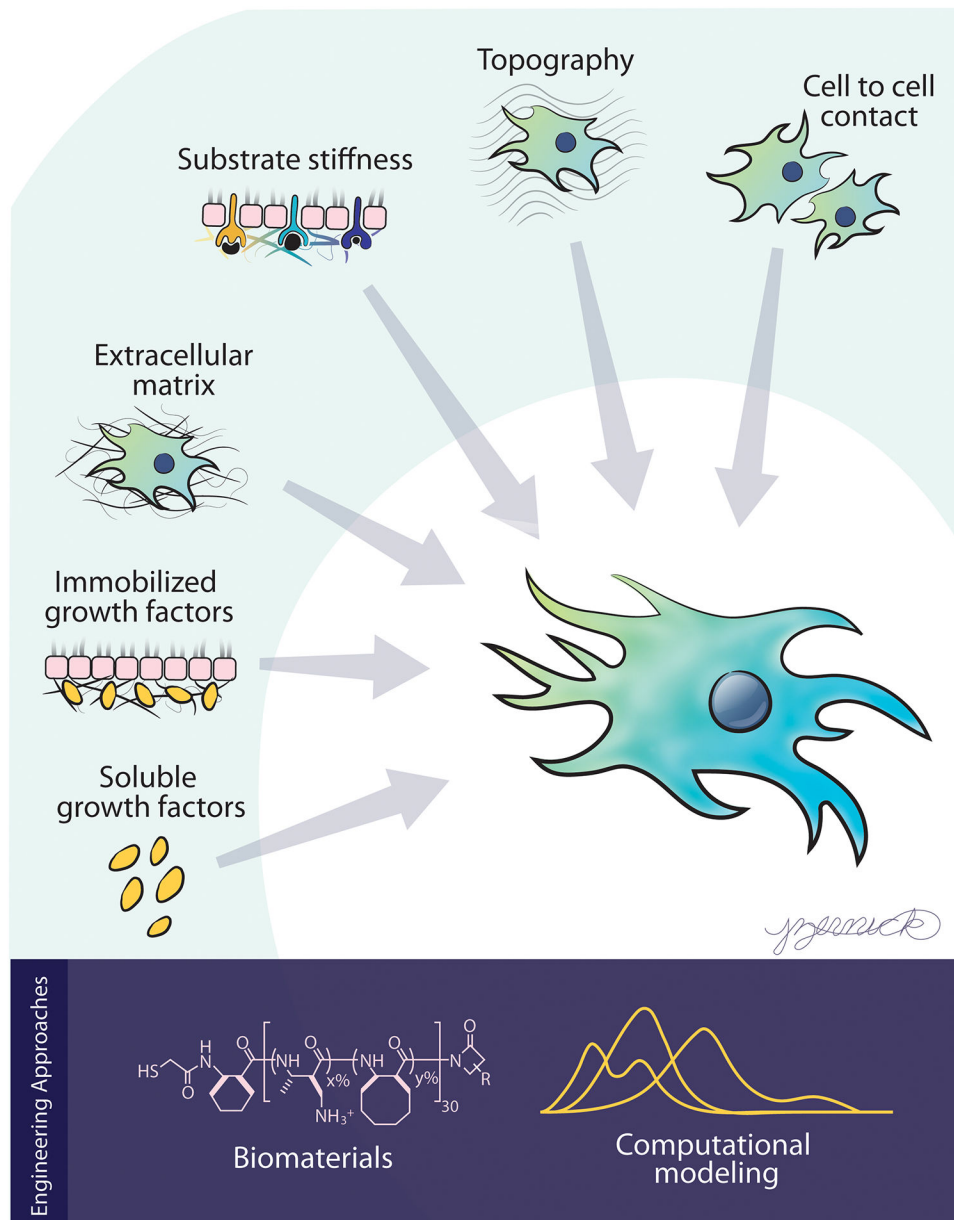 Topography
Cell to cell
contact
Substrate stiffness
Extracellular
matrix
Immobilized
growth factors
Soluble
growth factors
Engineering Approaches
HS
O
H
N
O
NH
O
x%
NH3+
NH
O
y%
30
N
O
R
Biomaterials
Computational
modeling